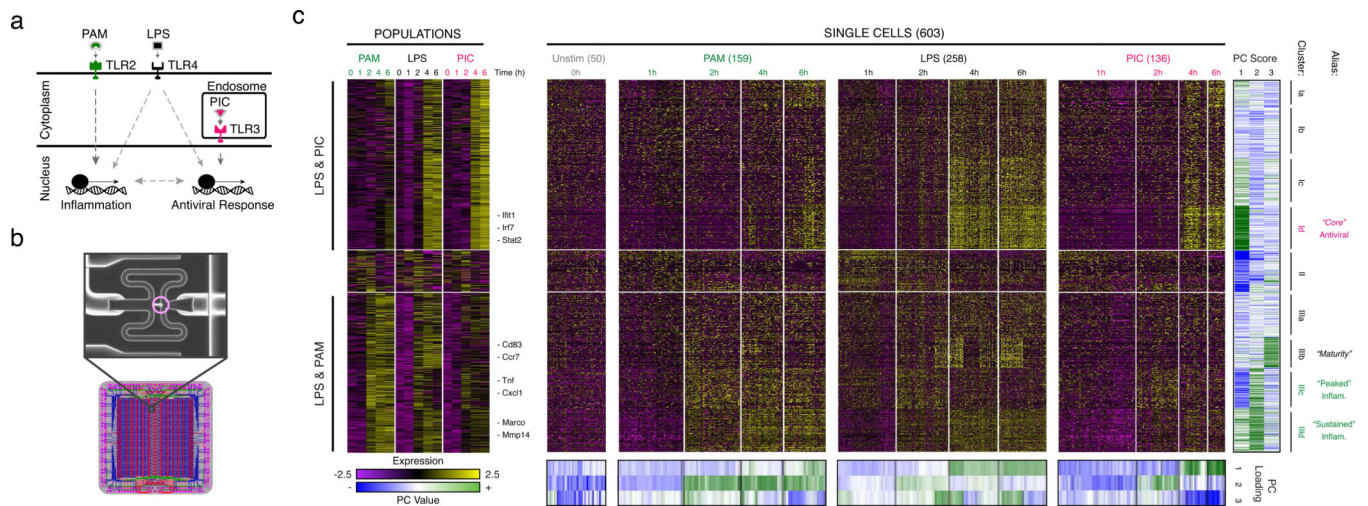 a
PAM
LPS
TLR2
TLR4
Cytoplasm
Endosome
PIC
TLR3
Nucleus
Inflammation
Antiviral Response
b
c
POPULATIONS
PAM
LPS
PIC
0 1 2 4 6 0 1 2 4 6 0 1 2 4 6 Time (h)
LPS & PIC
- Ifit1
- Irf7
- Stat2
LPS & PAM
- Cd83
- Ccr7
- Tnf
- Cxcl1
- Marco
- Mmp14
Expression
-2.5 2.5
- +
PC Value
SINGLE CELLS (603)
Unstim (50)
PAM (159)
LPS (258)
PIC (136)
0h
1h 2h 4h 6h
1h 2h 4h 6h
1h 2h 4h 6h
PC Score
1 2 3
Cluster:
Alias:
Ia
Ib
Ic
Id
"Core"
Antiviral
II
IIIa
IIIb
"Maturity"
IIIc
"Peaked"
Inflam.
IIId
"Sustained"
Inflam.
1
2
3
PC
Loading